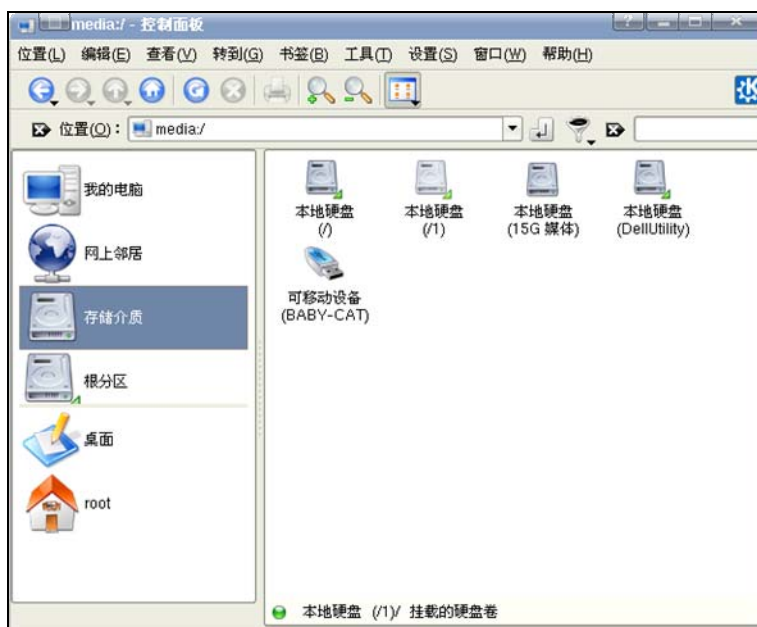 media:/ - 控制面板
位置(L) 编辑(E) 查看(V) 转到(G) 书签(B) 工具(T) 设置(S) 窗口(W) 帮助(H)
位置(O): media:/
我的电脑
网上邻居
存储介质
根分区
桌面
root
本地硬盘
(/)
本地硬盘
(/1)
本地硬盘
(15G 媒体)
本地硬盘
(DellUtility)
可移动设备
(BABY-CAT)
本地硬盘 (/1)/ 挂载的硬盘卷